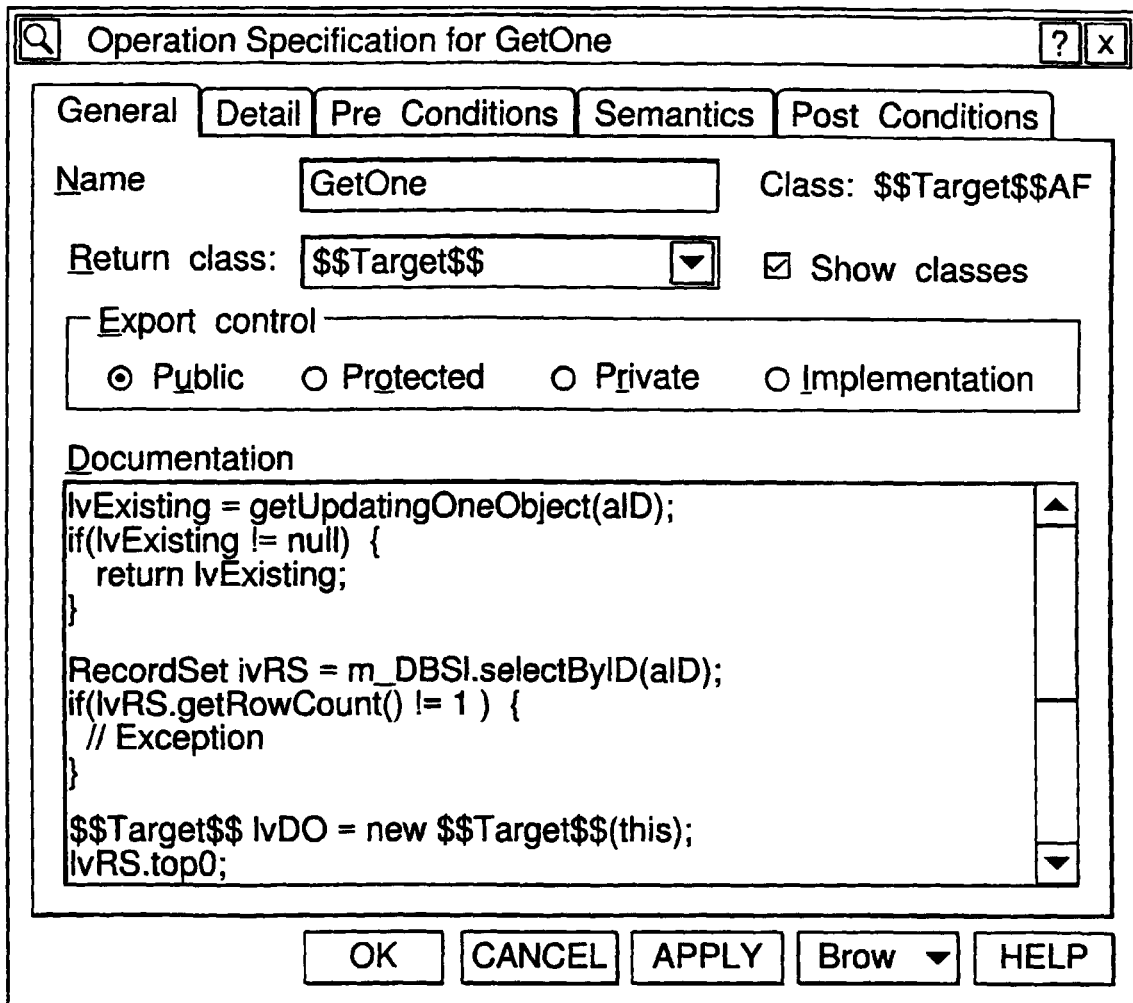 Operation Specification for GetOne ? x
General Detail Pre Conditions Semantics Post Conditions
Name GetOne Class: $$Target$$AF
Return class: $$Target$$ Show classes
Export control
Public Protected Private Implementation
Documentation
lvExisting = getUpdatingOneObject(aID);
if(lvExisting != null) {
return lvExisting;
}
RecordSet ivRS = m_DBSI.selectByID(aID);
if(lvRS.getRowCount() != 1 ) {
// Exception
}
$$Target$$ lvDO = new $$Target$$(this);
lvRS.top0;
OK CANCEL APPLY Brow HELP